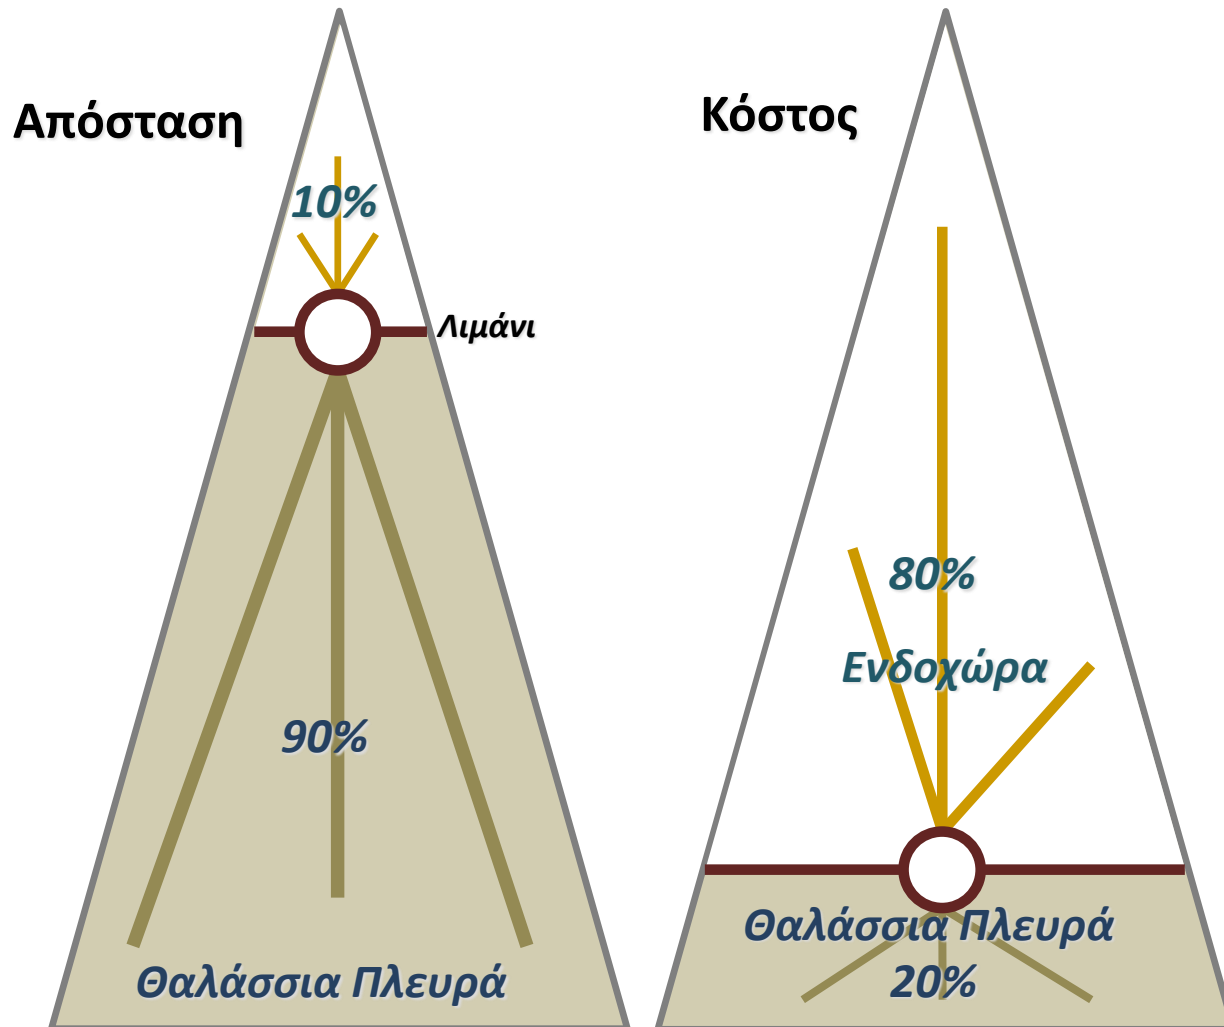 Απόσταση
10%
Λιμάνι
90%
Θαλάσσια Πλευρά
Κόστος
80%
Ενδοχώρα
Θαλάσσια Πλευρά
20%